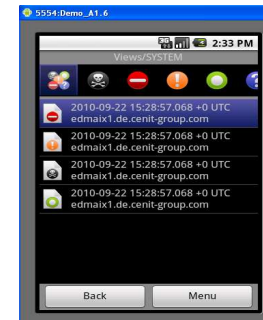 5554:Demo_A1.6
3G 2:33 PM
Views/SYSTEM
2010-09-22 15:28:57.068 +0 UTC
edmaix1.de.cenit-group.com
2010-09-22 15:28:57.068 +0 UTC
edmaix1.de.cenit-group.com
2010-09-22 15:28:57.068 +0 UTC
edmaix1.de.cenit-group.com
2010-09-22 15:28:57.068 +0 UTC
edmaix1.de.cenit-group.com
Back Menu